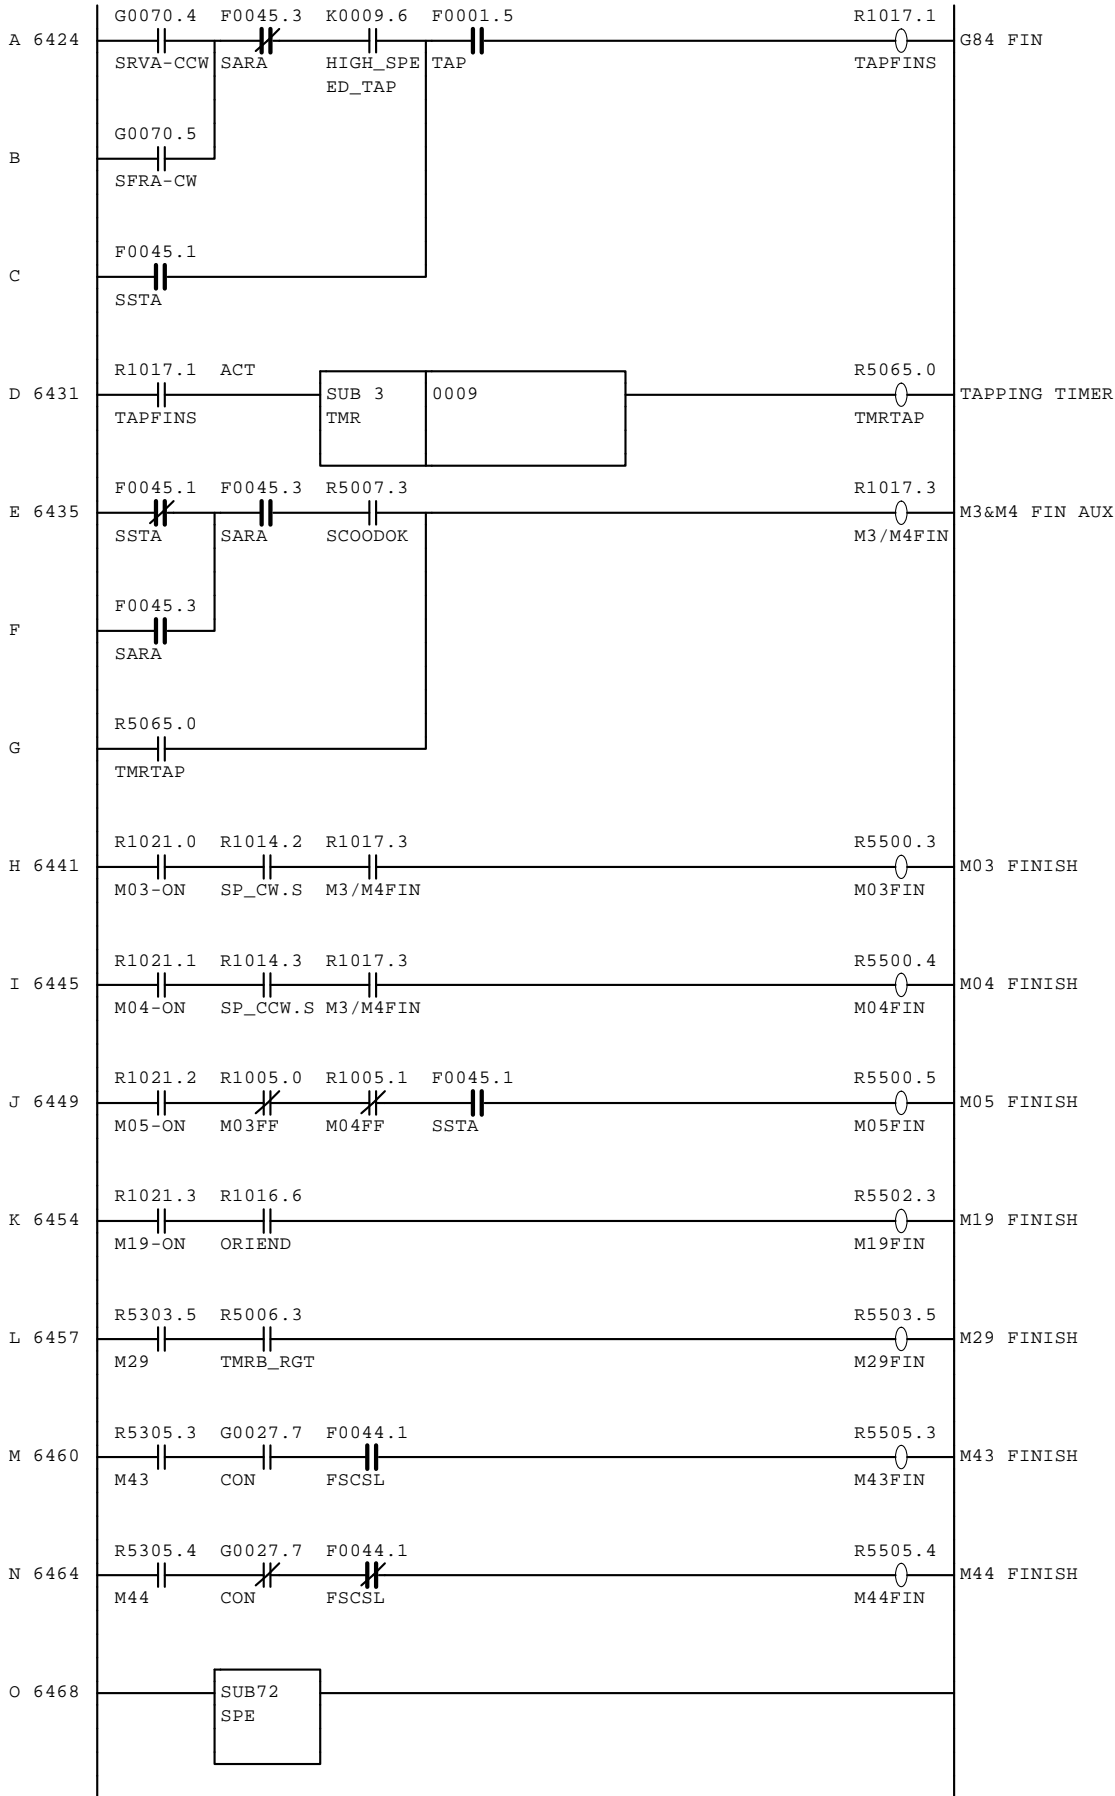 G0070.4 F0045.3 K0009.6 F0001.5 R1017.1
A 6424 G84 FIN
SRVA-CCW SARA HIGH_SPE TAP TAPFINS
ED_TAP
G0070.5
B
SFRA-CW
F0045.1
C
SSTA
R1017.1 ACT R5065.0
D 6431 SUB 3 0009 TAPPING TIMER
TAPFINS TMR TMRTAP
F0045.1 F0045.3 R5007.3 R1017.3
E 6435 M3&M4 FIN AUX
SSTA SARA SCOODOK M3/M4FIN
F0045.3
F
SARA
R5065.0
G
TMRTAP
R1021.0 R1014.2 R1017.3 R5500.3
H 6441 M03 FINISH
M03-ON SP_CW.S M3/M4FIN M03FIN
R1021.1 R1014.3 R1017.3 R5500.4
I 6445 M04 FINISH
M04-ON SP_CCW.S M3/M4FIN M04FIN
R1021.2 R1005.0 R1005.1 F0045.1 R5500.5
J 6449 M05 FINISH
M05-ON M03FF M04FF SSTA M05FIN
R1021.3 R1016.6 R5502.3
K 6454 M19 FINISH
M19-ON ORIEND M19FIN
R5303.5 R5006.3 R5503.5
L 6457 M29 FINISH
M29 TMRB_RGT M29FIN
R5305.3 G0027.7 F0044.1 R5505.3
M 6460 M43 FINISH
M43 CON FSCSL M43FIN
R5305.4 G0027.7 F0044.1 R5505.4
N 6464 M44 FINISH
M44 CON FSCSL M44FIN
O 6468 SUB72
SPE